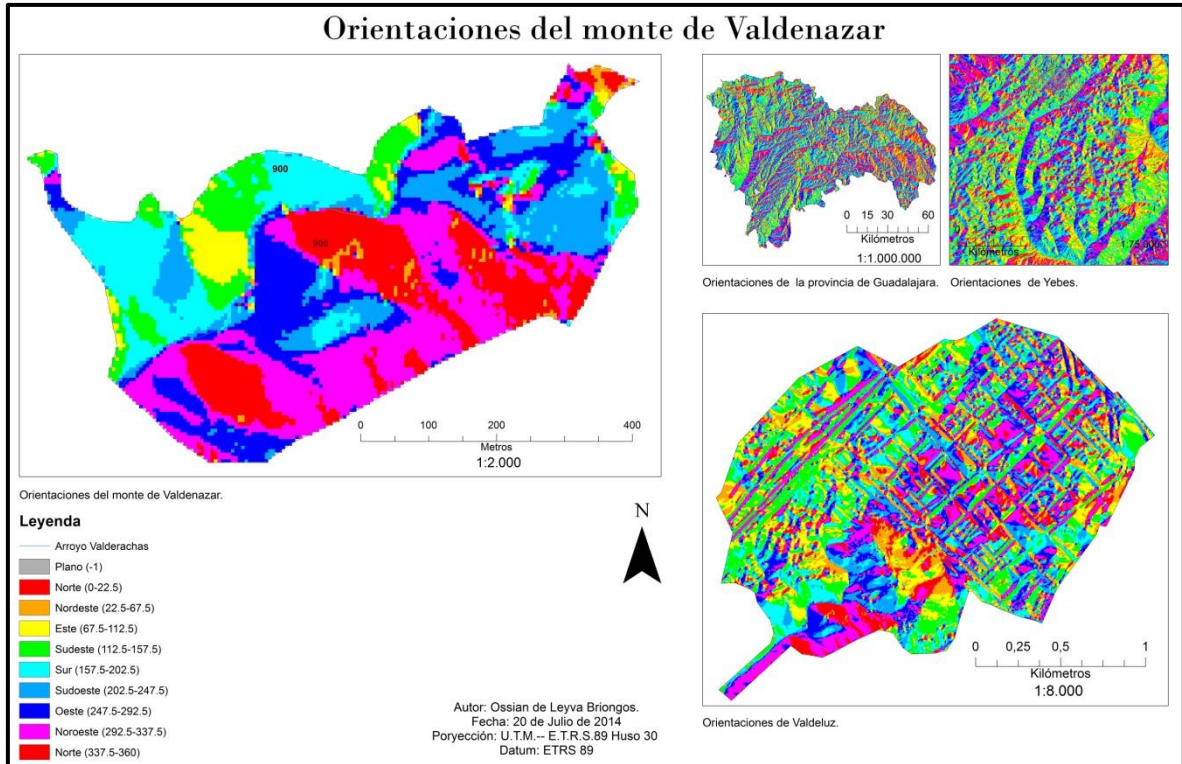 Orientaciones del monte de Valdenazar
900
900
0 100 200 400
Metros
1:2.000
Orientaciones del monte de Valdenazar.
0 15 30 60
Kilómetros
1:1.000.000
Orientaciones de la provincia de Guadalajara.
Kilómetros
1:75.000
Orientaciones de Yebes.
Leyenda
Arroyo Valderachas
Plano (-1)
Norte (0-22.5)
Nordeste (22.5-67.5)
Este (67.5-112.5)
Sudeste (112.5-157.5)
Sur (157.5-202.5)
Sudoeste (202.5-247.5)
Oeste (247.5-292.5)
Noroeste (292.5-337.5)
Norte (337.5-360)
N
Autor: Ossian de Leyva Briongos.
Fecha: 20 de Julio de 2014
Poryección: U.T.M.-- E.T.R.S.89 Huso 30
Datum: ETRS 89
0 0,25 0,5 1
Kilómetros
1:8.000
Orientaciones de Valdeluz.